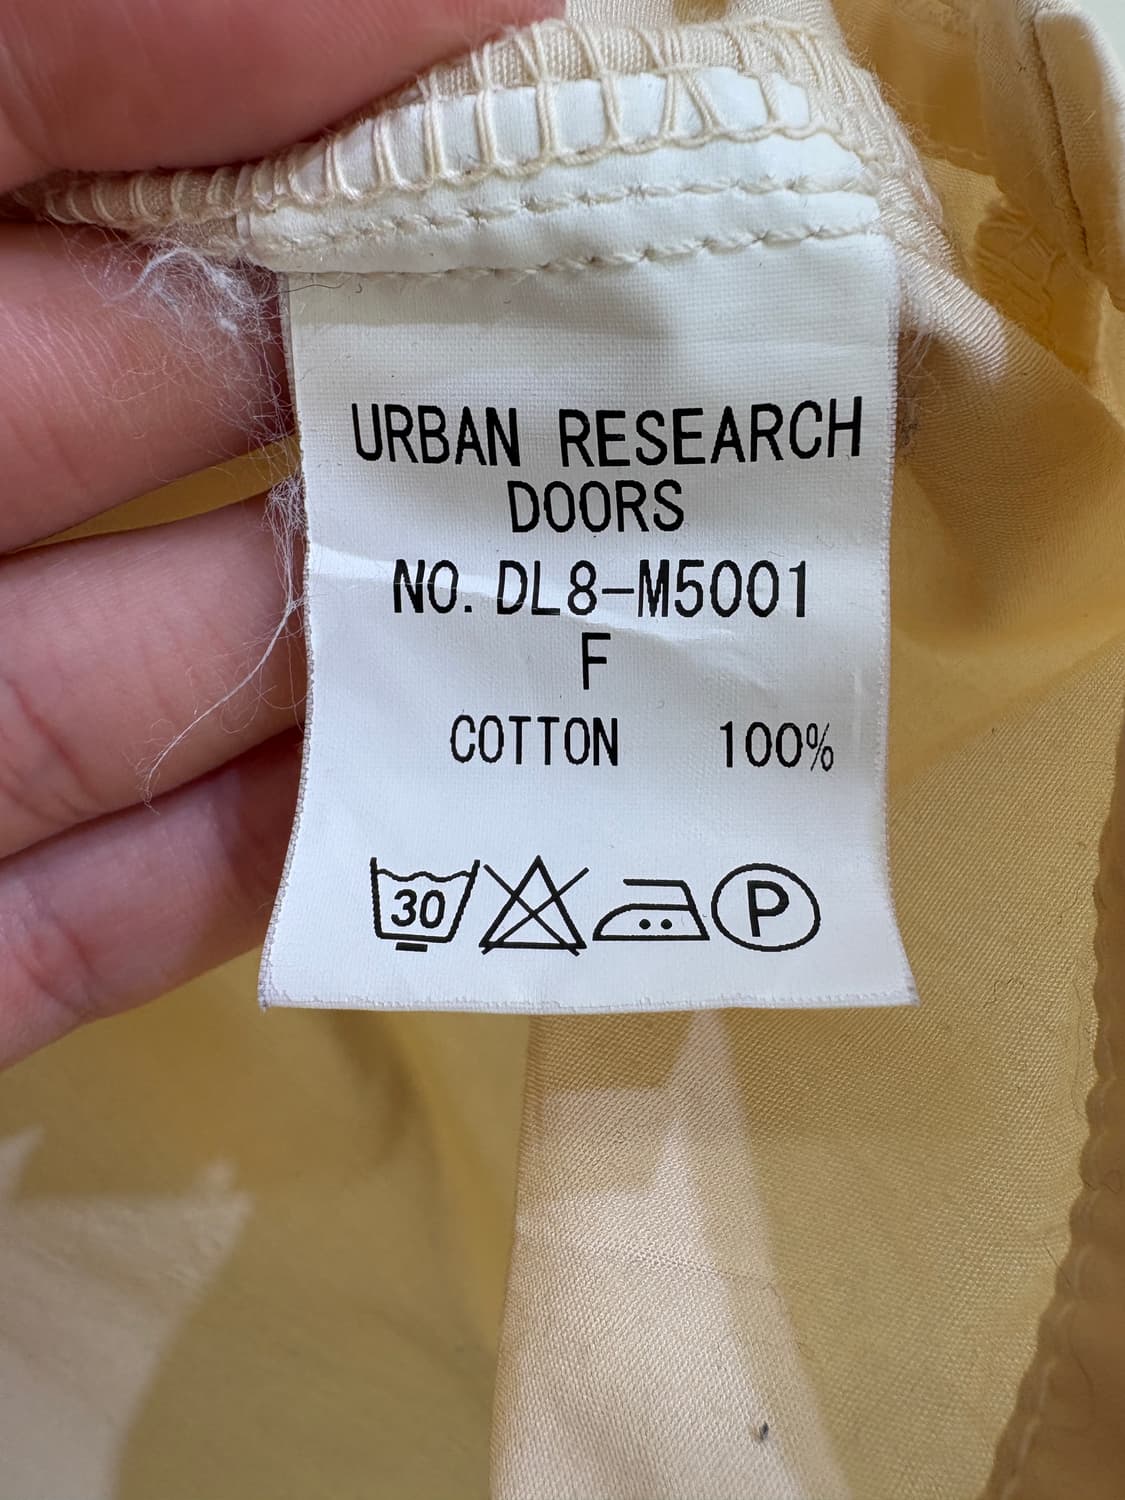 URBAN RESEARCH
DOORS
NO. DL8-M5001
F
COTTON 100%
30 P